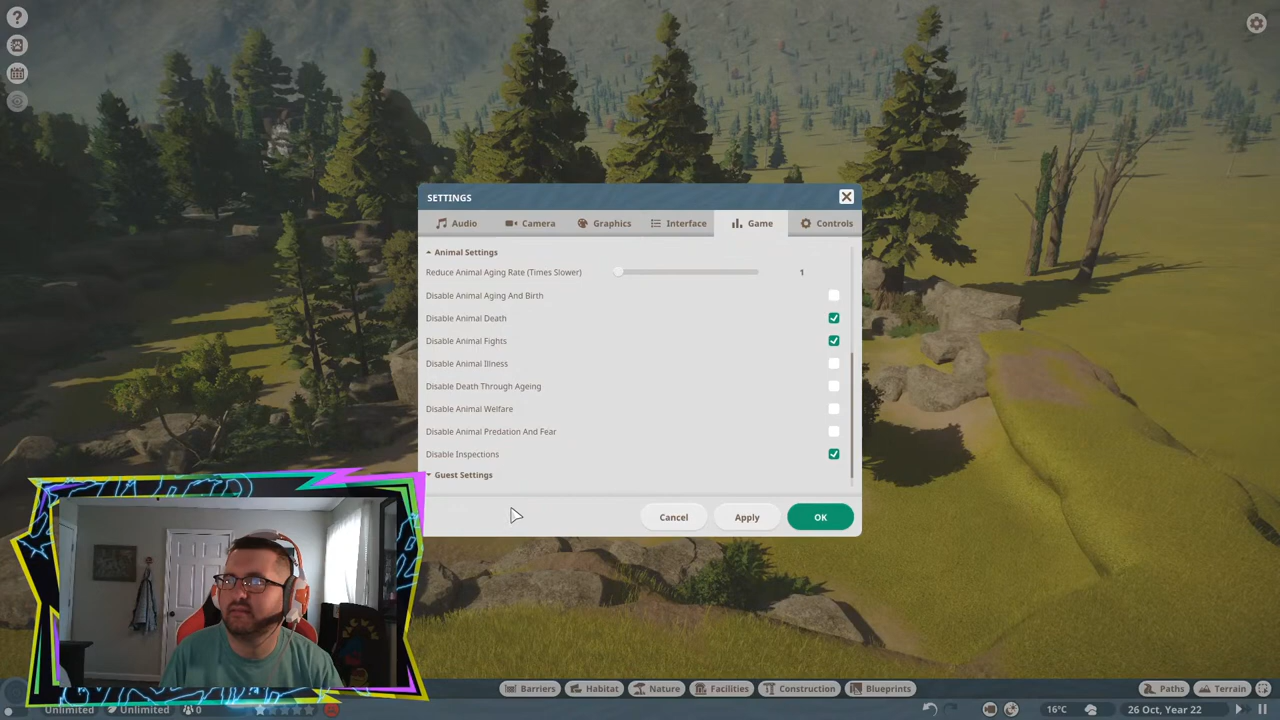 SETTINGS
Audio Camera Graphics Interface Game Controls
Animal Settings
Reduce Animal Aging Rate (Times Slower) 1
Disable Animal Aging And Birth
Disable Animal Death
Disable Animal Fights
Disable Animal Illness
Disable Death Through Ageing
Disable Animal Welfare
Disable Animal Predation And Fear
Disable Inspections
Guest Settings
Cancel Apply OK
Barriers Habitat Nature Facilities Construction Blueprints Paths Terrain
Unlimited Unlimited 0 16°C 26 Oct, Year 22